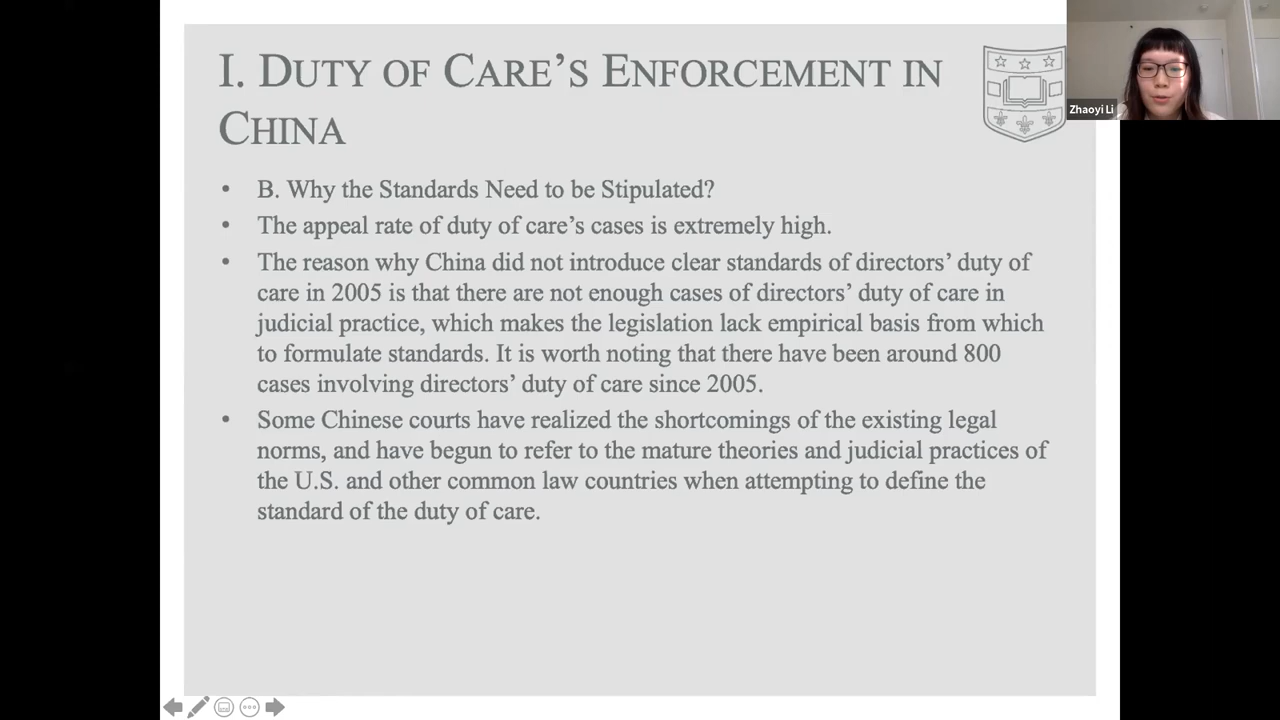 I. DUTY OF CARE'S ENFORCEMENT IN
CHINA
Zhaoyi Li
• B. Why the Standards Need to be Stipulated?
• The appeal rate of duty of care's cases is extremely high.
• The reason why China did not introduce clear standards of directors' duty of
care in 2005 is that there are not enough cases of directors' duty of care in
judicial practice, which makes the legislation lack empirical basis from which
to formulate standards. It is worth noting that there have been around 800
cases involving directors' duty of care since 2005.
• Some Chinese courts have realized the shortcomings of the existing legal
norms, and have begun to refer to the mature theories and judicial practices of
the U.S. and other common law countries when attempting to define the
standard of the duty of care.